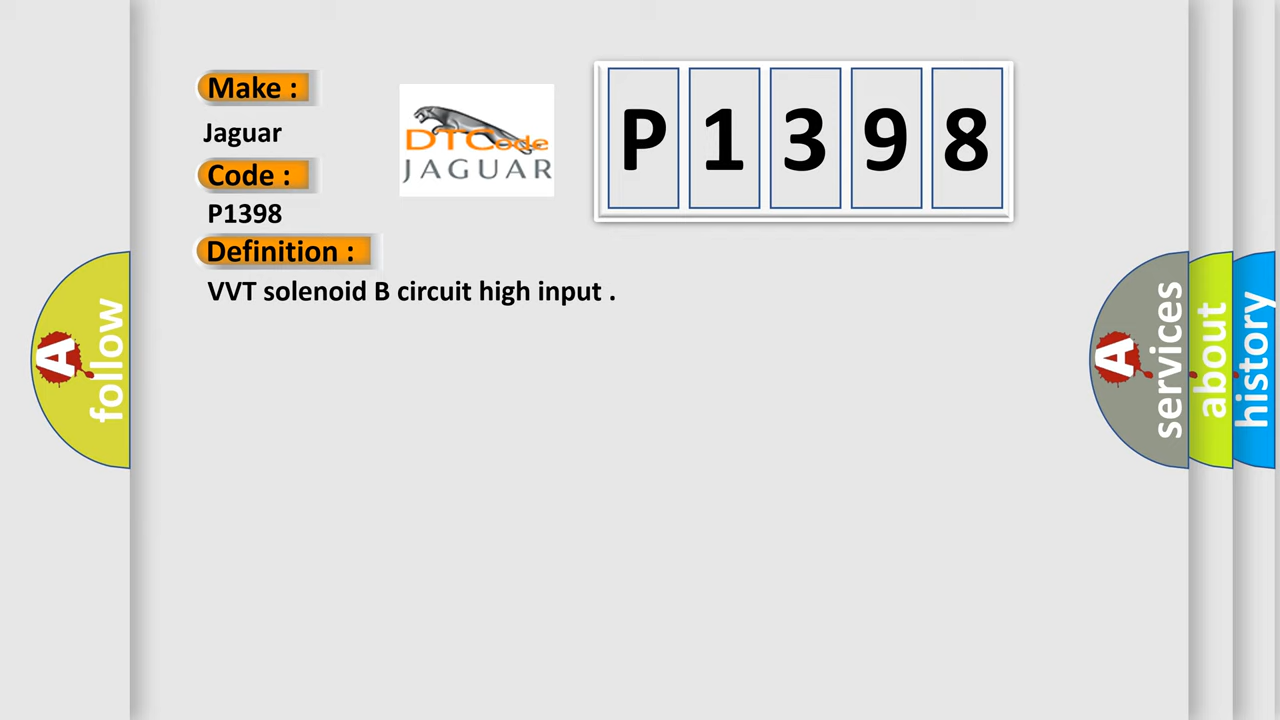 Make :
Jaguar
Code :
P1398
Definition :
VVT solenoid B circuit high input .
DTCode
JAGUAR
P 1 3 9 8
A
follow
A
services
about
history